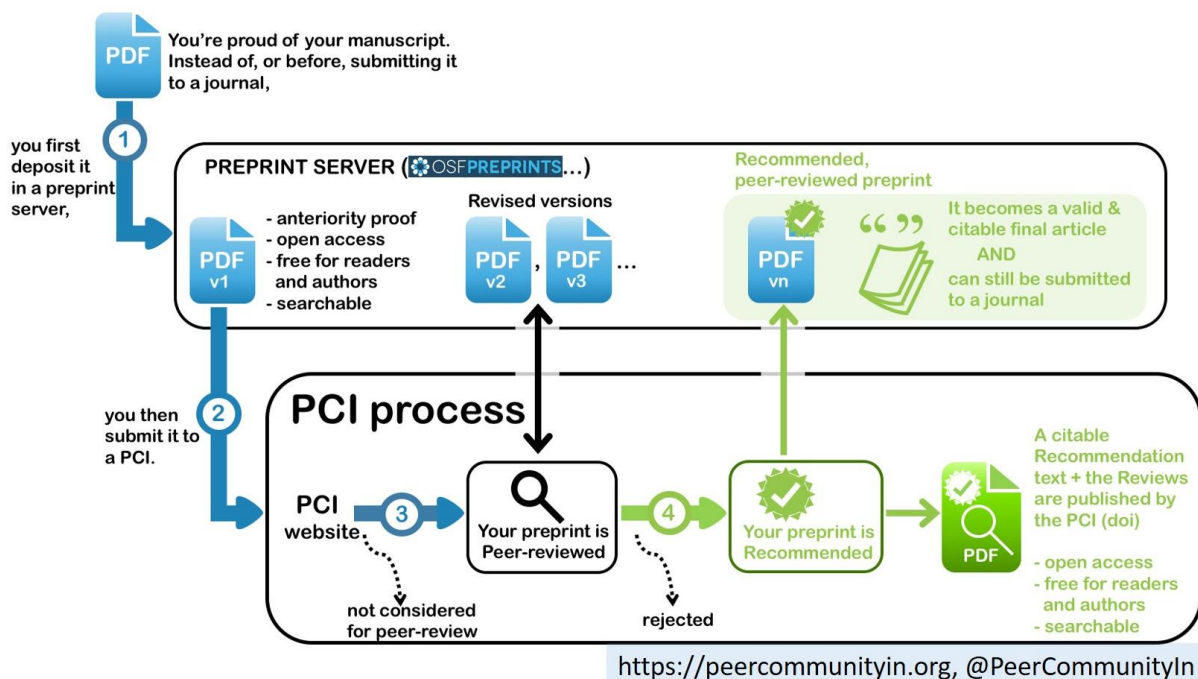 PDF
You're proud of your manuscript.
Instead of, or before, submitting it
to a journal,
1
you first
deposit it
in a preprint
server,
PREPRINT SERVER (OSFPREPRINTS...)
PDF
v1
- anteriority proof
- open access
- free for readers
and authors
- searchable
Revised versions
PDF
v2
,
PDF
v3
...
Recommended,
peer-reviewed preprint
PDF
vn
“ ”
It becomes a valid &
citable final article
AND
can still be submitted
to a journal
2
you then
submit it to
a PCI.
PCI process
PCI
website
3
not considered
for peer-review
Your preprint is
Peer-reviewed
4
rejected
Your preprint is
Recommended
PDF
A citable
Recommendation
text + the Reviews
are published by
the PCI (doi)
- open access
- free for readers
and authors
- searchable
https://peercommunityin.org, @PeerCommunityIn